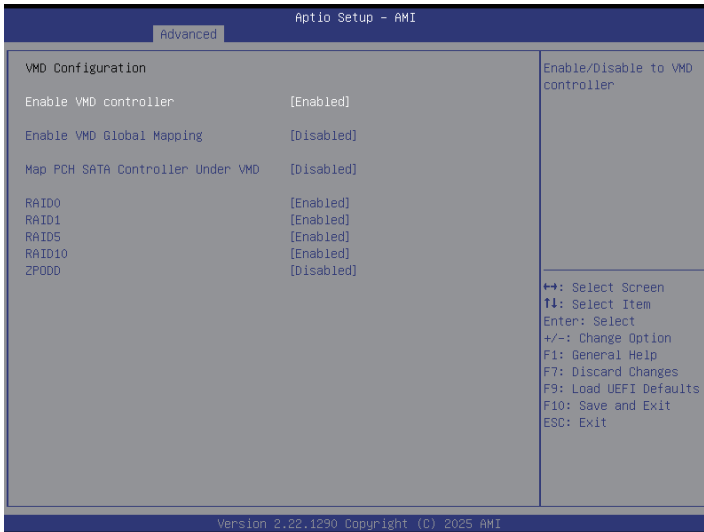 Aptio Setup – AMI
Advanced
VMD Configuration
Enable VMD controller [Enabled]
Enable VMD Global Mapping [Disabled]
Map PCH SATA Controller Under VMD [Disabled]
RAID0 [Enabled]
RAID1 [Enabled]
RAID5 [Enabled]
RAID10 [Enabled]
ZPODD [Disabled]
Enable/Disable to VMD
controller
↔: Select Screen
↑↓: Select Item
Enter: Select
+/-: Change Option
F1: General Help
F7: Discard Changes
F9: Load UEFI Defaults
F10: Save and Exit
ESC: Exit
Version 2.22.1290 Copyright (C) 2025 AMI